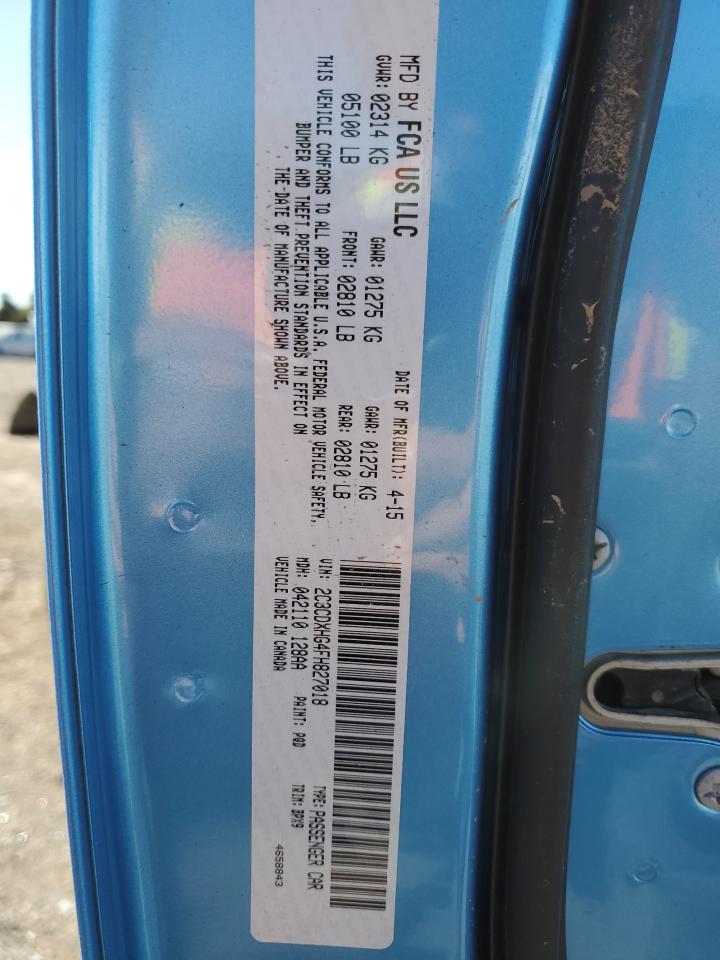 MFD BY FCA US LLC
DATE OF MFR(BUILT): 4-15
GVWR: 02314 KG GAWR: 01275 KG GAWR: 01275 KG
05100 LB FRONT: 02810 LB REAR: 02810 LB
THIS VEHICLE CONFORMS TO ALL APPLICABLE U.S.A. FEDERAL MOTOR VEHICLE SAFETY,
BUMPER AND THEFT PREVENTION STANDARDS IN EFFECT ON
THE DATE OF MANUFACTURE SHOWN ABOVE.
VIN: 2C3CDXHG4FH827018 TYPE: PASSENGER CAR
MDH: 042110 128AA PAINT: PQD TRIM: BPX9
VEHICLE MADE IN CANADA 4658843